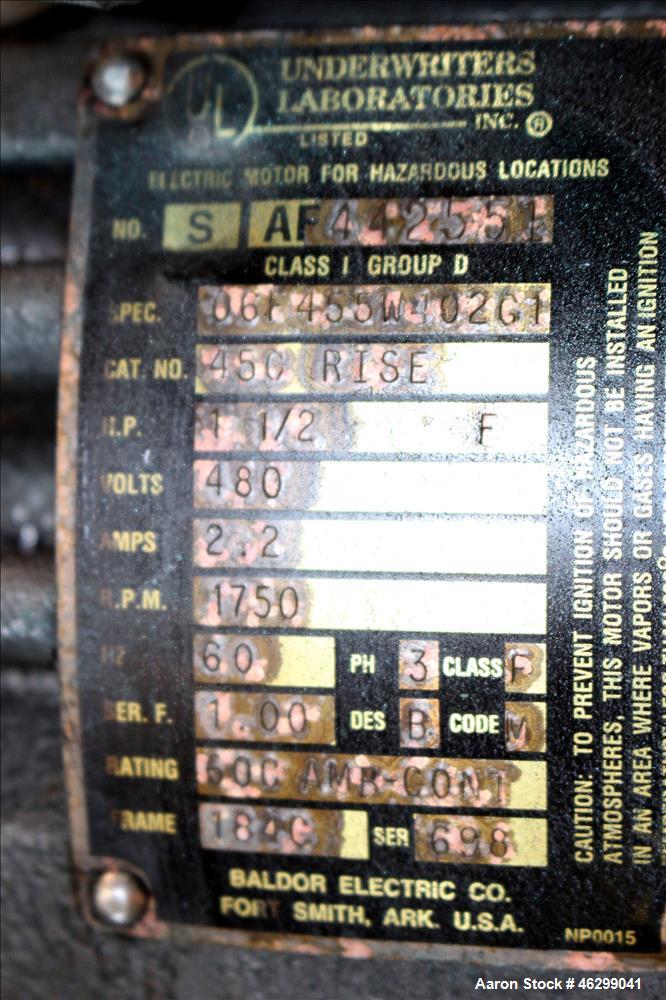 UL
UNDERWRITERS
LABORATORIES
INC. ®
LISTED
ELECTRIC MOTOR FOR HAZARDOUS LOCATIONS
NO. S AF442551
CLASS I GROUP D
SPEC. 06F455W402G1
CAT. NO. 45C RISE
H.P. 1 1/2 F
VOLTS 480
AMPS 2.2
R.P.M. 1750
HZ 60 PH 3 CLASS F
SER. F. 1.00 DES B CODE M
RATING 60C AMB-CONT
FRAME 184C SER 698
BALDOR ELECTRIC CO.
FORT SMITH, ARK. U.S.A.
NP0015
CAUTION: TO PREVENT IGNITION OF HAZARDOUS
ATMOSPHERES, THIS MOTOR SHOULD NOT BE INSTALLED
IN AN AREA WHERE VAPORS OR GASES HAVING AN IGNITION
Aaron Stock # 46299041